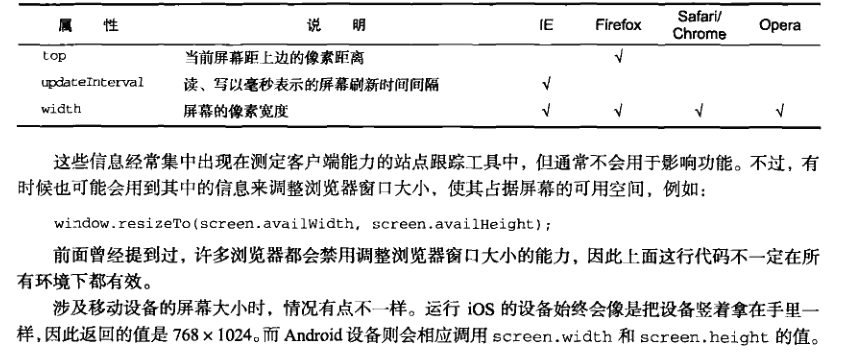 属 性 说 明 IE Firefox Safari/Chrome Opera
top 当前屏幕距上边的像素距离 √
updateInterval 读、写以毫秒表示的屏幕刷新时间间隔 √
width 屏幕的像素宽度 √ √ √ √
这些信息经常集中出现在测定客户端能力的站点跟踪工具中，但通常不会用于影响功能。不过，有
时候也可能会用到其中的信息来调整浏览器窗口大小，使其占据屏幕的可用空间，例如：
window.resizeTo(screen.availWidth, screen.availHeight);
前面曾经提到过，许多浏览器都会禁用调整浏览器窗口大小的能力，因此上面这行代码不一定在所
有环境下都有效。
涉及移动设备的屏幕大小时，情况有点不一样。运行 iOS 的设备始终会像是把设备竖着拿在手里一
样，因此返回的值是 768×1024。而 Android 设备则会相应调用 screen.width 和 screen.height 的值。